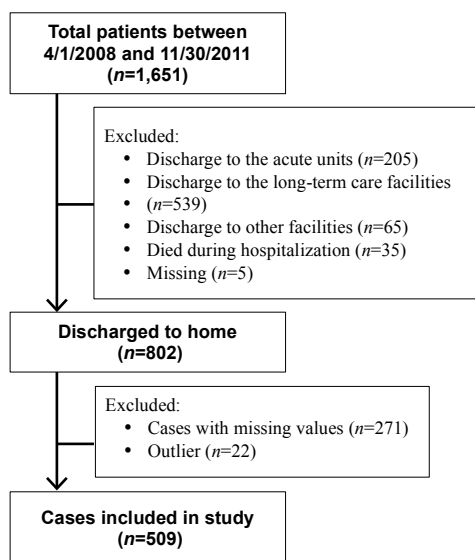 Total patients between
4/1/2008 and 11/30/2011
(n=1,651)
Excluded:
• Discharge to the acute units (n=205)
• Discharge to the long-term care facilities
• (n=539)
• Discharge to other facilities (n=65)
• Died during hospitalization (n=35)
• Missing (n=5)
Discharged to home
(n=802)
Excluded:
• Cases with missing values (n=271)
• Outlier (n=22)
Cases included in study
(n=509)